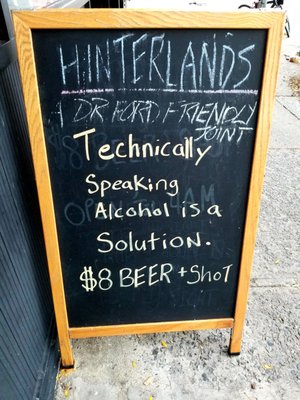 HINTERLANDS
A DR FORD FRIENDLY
JOINT
Technically
Speaking
Alcohol is a
Solution.
$8 BEER + SHOT